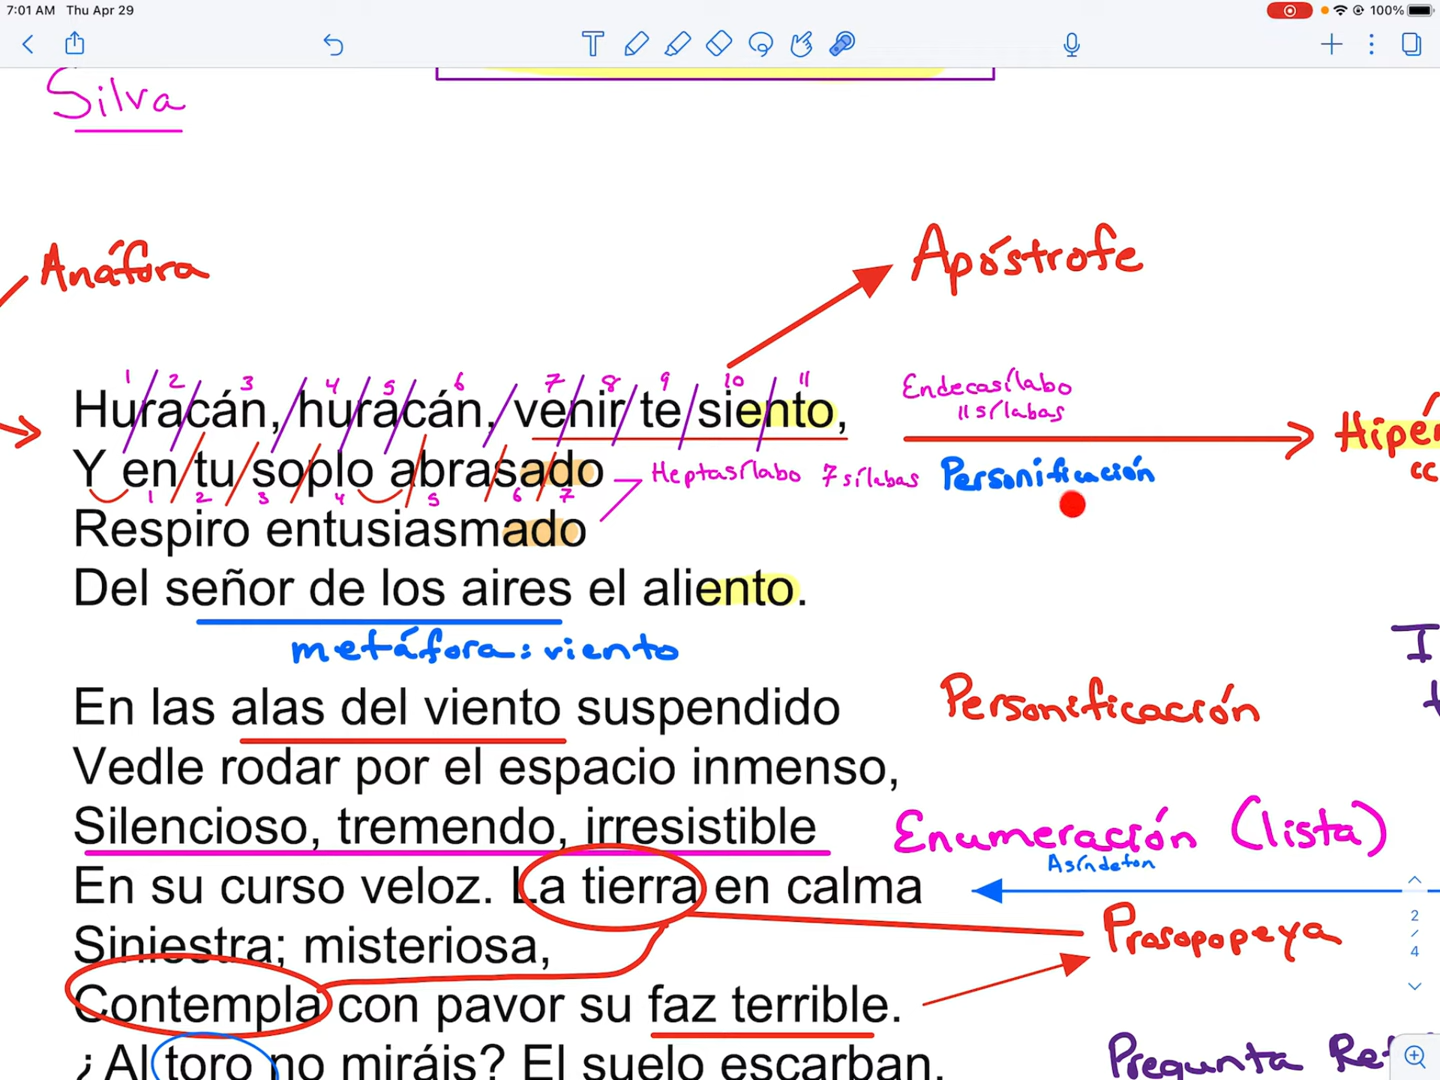 7:01 AM Thu Apr 29
100%
Silva
Anáfora
Apóstrofe
1 2 3 4 5 6 7 8 9 10 11
Huracán, huracán, venir te siento,
Endecasílabo
11 sílabas
Y en tu soplo abrasado
1 2 3 4 5 6 7
Heptasílabo 7 sílabas
Personificación
Hipér
cc
Respiro entusiasmado
Del señor de los aires el aliento.
metáfora: viento
En las alas del viento suspendido
Personificación
Vedle rodar por el espacio inmenso,
Silencioso, tremendo, irresistible
Enumeración (lista)
Asíndeton
En su curso veloz. La tierra en calma
Prosopopeya
Siniestra; misteriosa,
Contempla con pavor su faz terrible.
¿Al toro no miráis? El suelo escarban,
Pregunta Ret
2
/
4